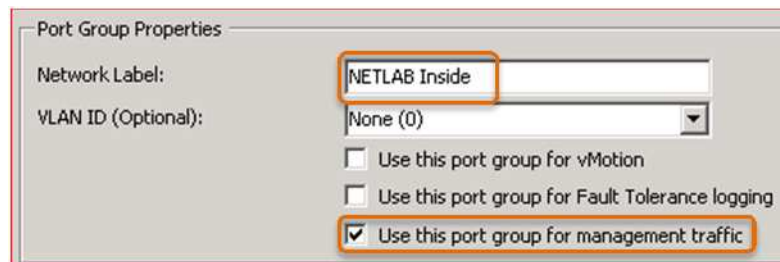 Port Group Properties
Network Label:
NETLAB Inside
VLAN ID (Optional):
None (0)
Use this port group for vMotion
Use this port group for Fault Tolerance logging
Use this port group for management traffic